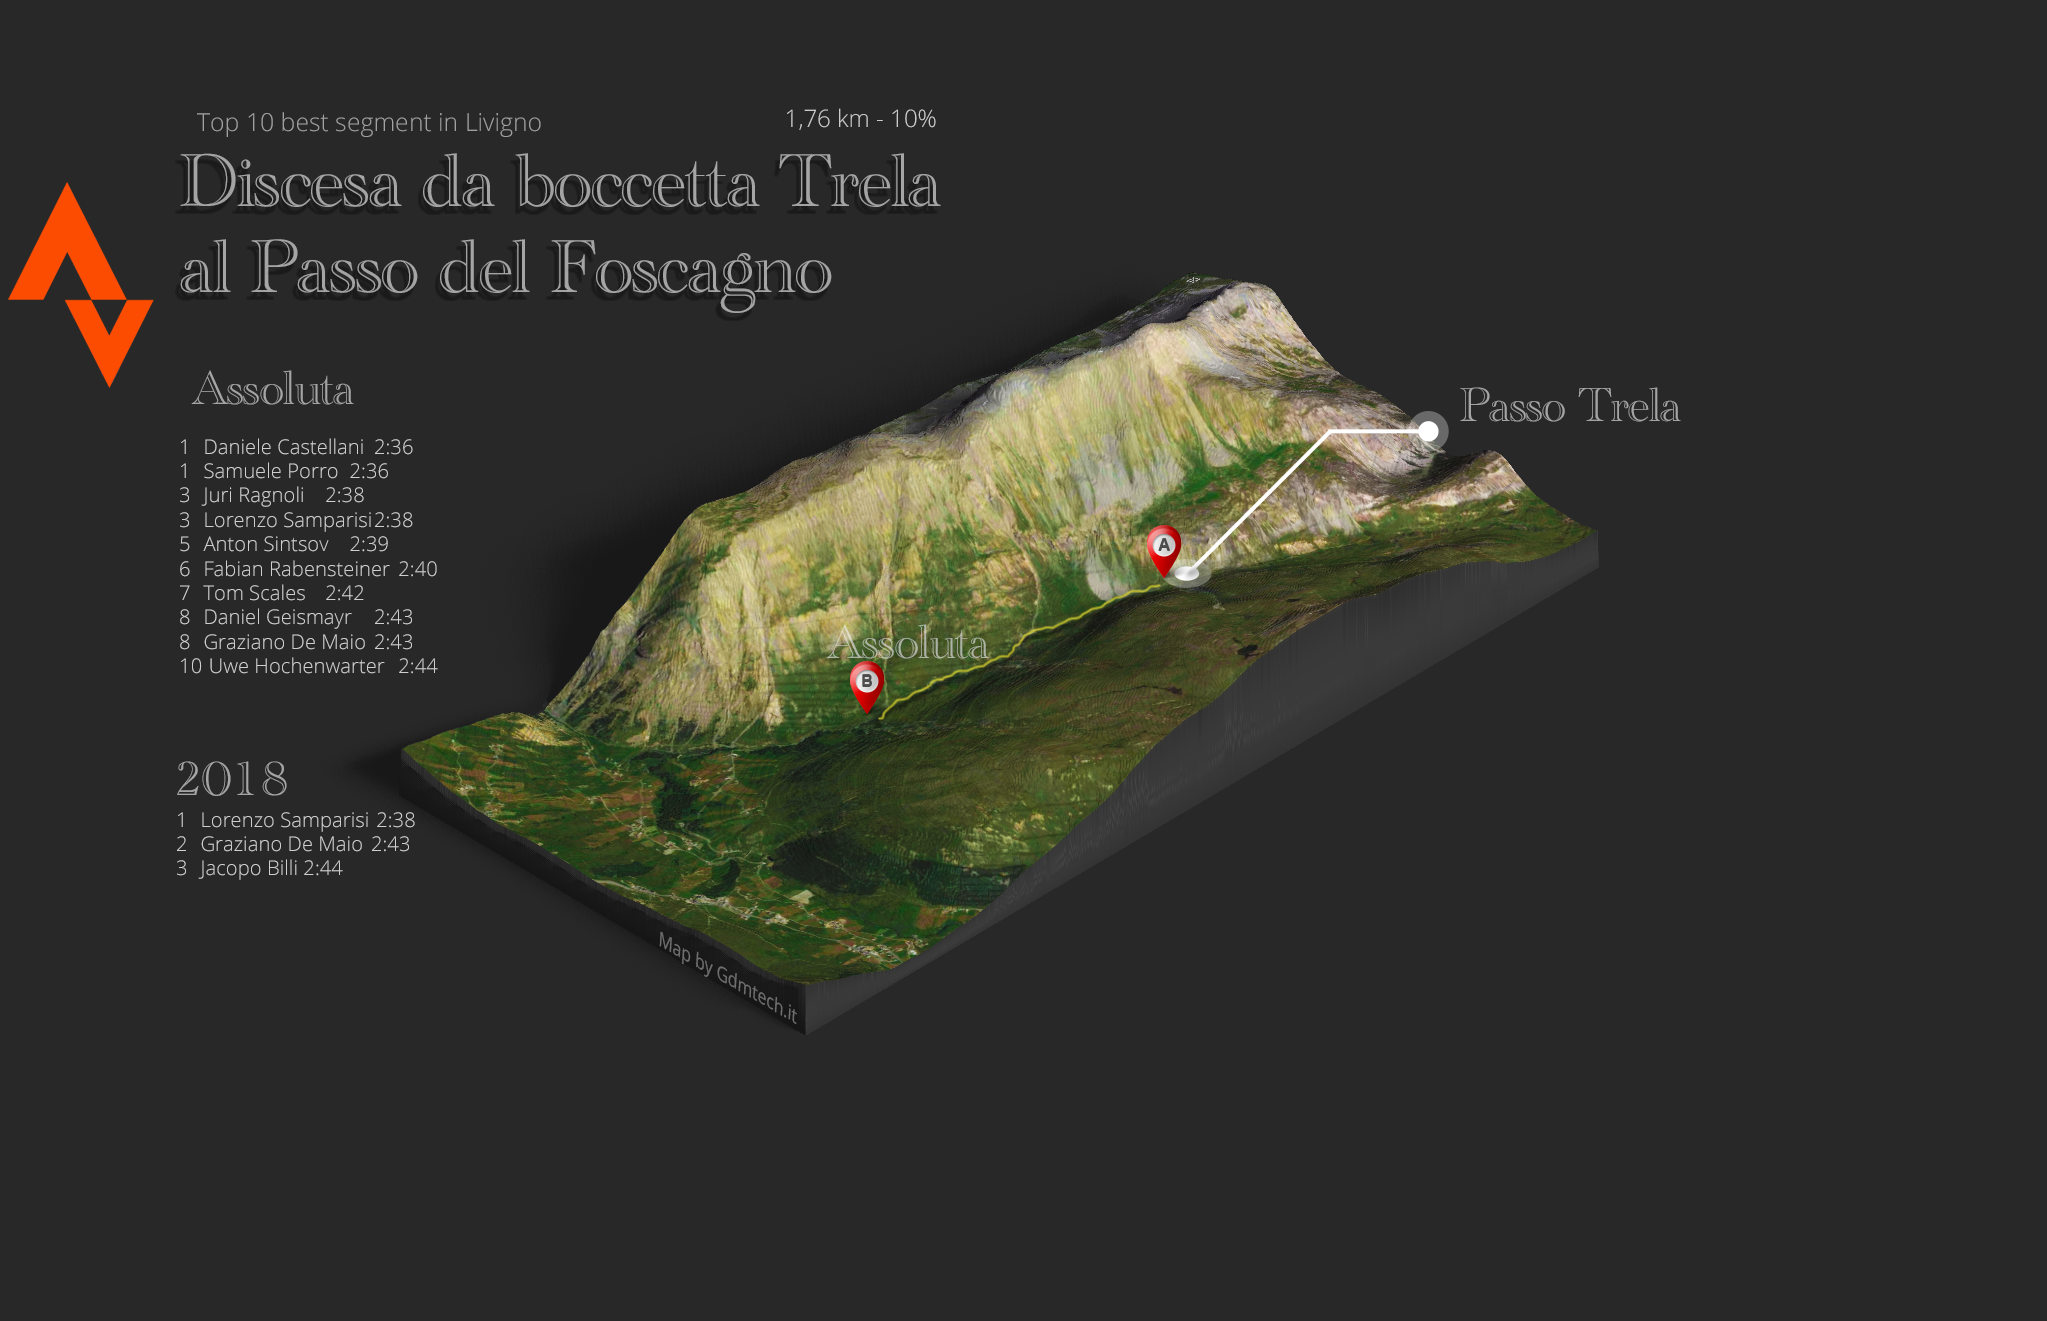 Top 10 best segment in Livigno
1,76 km - 10%
Discesa da boccetta Trela
al Passo del Foscagno
Assoluta
1 Daniele Castellani 2:36
1 Samuele Porro 2:36
3 Juri Ragnoli 2:38
3 Lorenzo Samparisi 2:38
5 Anton Sintsov 2:39
6 Fabian Rabensteiner 2:40
7 Tom Scales 2:42
8 Daniel Geismayr 2:43
8 Graziano De Maio 2:43
10 Uwe Hochenwarter 2:44
2018
1 Lorenzo Samparisi 2:38
2 Graziano De Maio 2:43
3 Jacopo Billi 2:44
Passo Trela
A
Assoluta
B
Map by Gdmtech.it